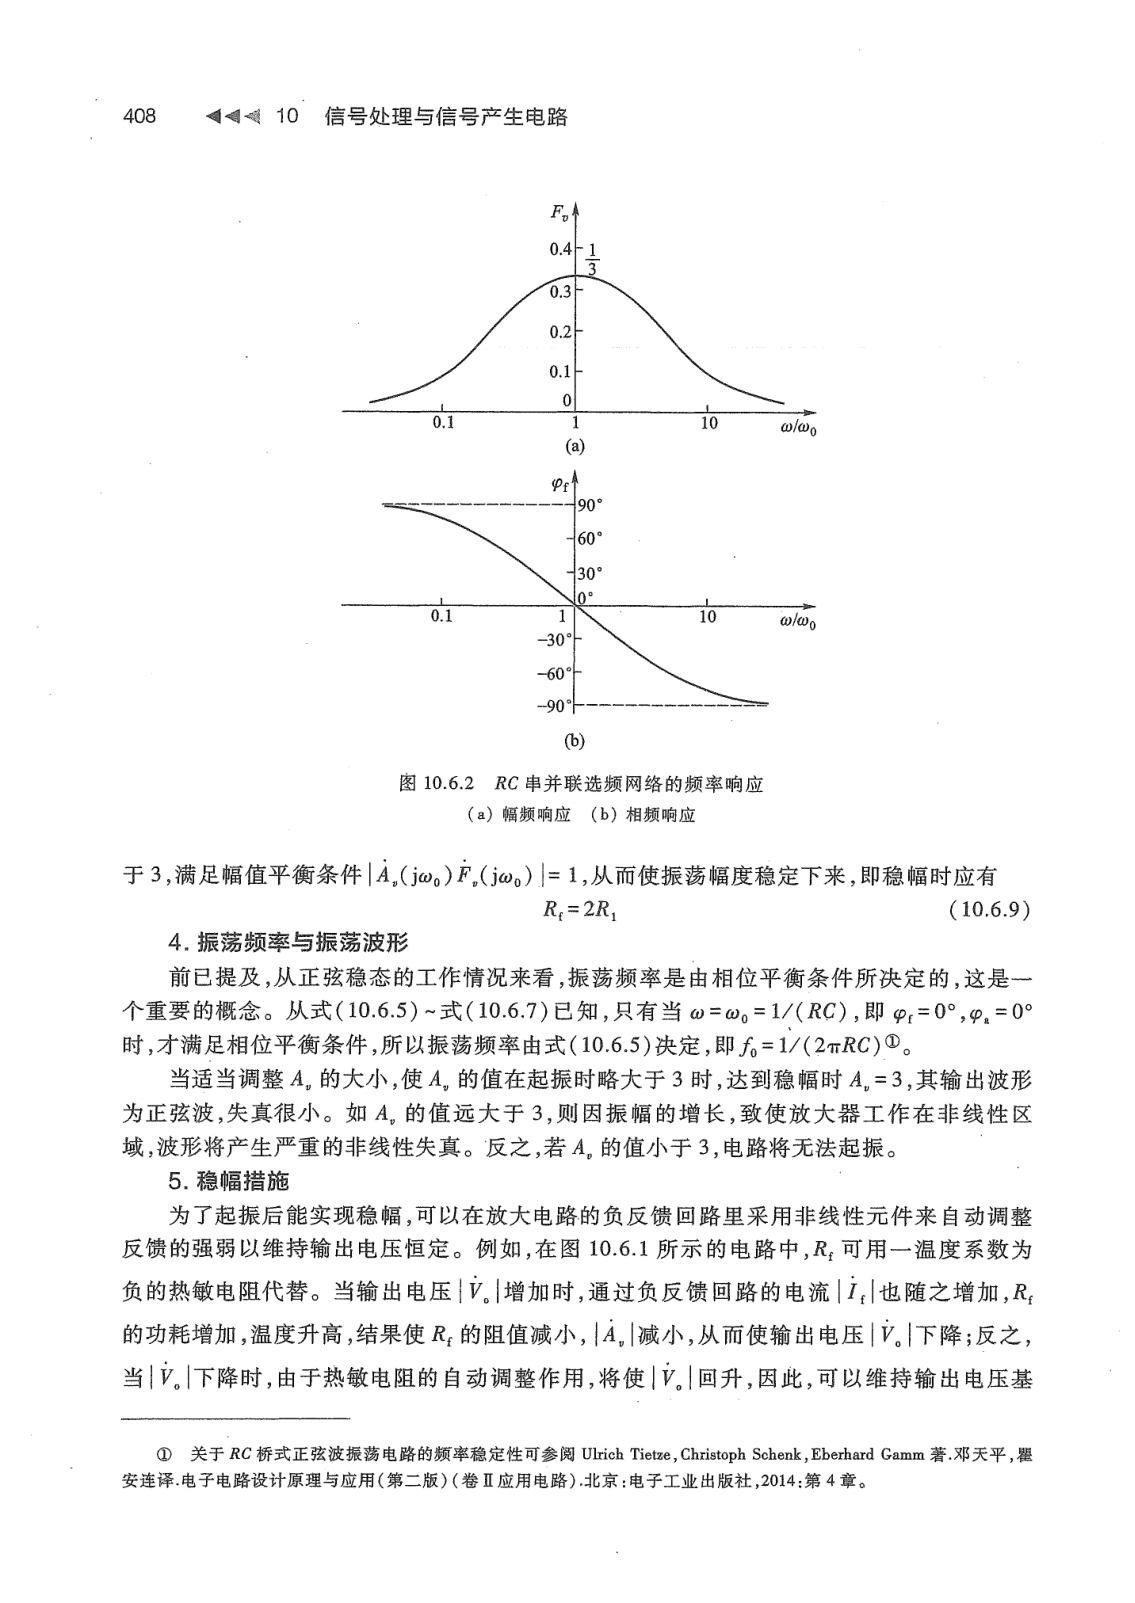 408 10 信号处理与信号产生电路
F_v
0.4
1/3
0.3
0.2
0.1
0
0.1 1 10 ω/ω₀
(a)
φ_f
90°
60°
30°
0°
0.1 1 10 ω/ω₀
-30°
-60°
-90°
(b)
图 10.6.2 RC 串并联选频网络的频率响应
(a) 幅频响应 (b) 相频响应
于 3,满足幅值平衡条件|Ȧ_v(jω₀)Ḟ_v(jω₀)|= 1,从而使振荡幅度稳定下来,即稳幅时应有
R_f = 2R₁ (10.6.9)
4. 振荡频率与振荡波形
前已提及,从正弦稳态的工作情况来看,振荡频率是由相位平衡条件所决定的,这是一
个重要的概念。从式(10.6.5)~式(10.6.7)已知,只有当 ω = ω₀ = 1/(RC),即 φ_f = 0°,φ_a = 0°
时,才满足相位平衡条件,所以振荡频率由式(10.6.5)决定,即 f₀ = 1/(2πRC)①。
当适当调整 A_v 的大小,使 A_v 的值在起振时略大于 3 时,达到稳幅时 A_v = 3,其输出波形
为正弦波,失真很小。如 A_v 的值远大于 3,则因振幅的增长,致使放大器工作在非线性区
域,波形将产生严重的非线性失真。反之,若 A_v 的值小于 3,电路将无法起振。
5. 稳幅措施
为了起振后能实现稳幅,可以在放大电路的负反馈回路里采用非线性元件来自动调整
反馈的强弱以维持输出电压恒定。例如,在图 10.6.1 所示的电路中,R_f 可用一温度系数为
负的热敏电阻代替。当输出电压|V̇_o|增加时,通过负反馈回路的电流|İ_f|也随之增加,R_f
的功耗增加,温度升高,结果使 R_f 的阻值减小,|Ȧ_v|减小,从而使输出电压|V̇_o|下降;反之,
当|V̇_o|下降时,由于热敏电阻的自动调整作用,将使|V̇_o|回升,因此,可以维持输出电压基
① 关于 RC 桥式正弦波振荡电路的频率稳定性可参阅 Ulrich Tietze,Christoph Schenk,Eberhard Gamm 著.邓天平,瞿
安连译.电子电路设计原理与应用(第二版)(卷Ⅱ应用电路).北京:电子工业出版社,2014:第 4 章。